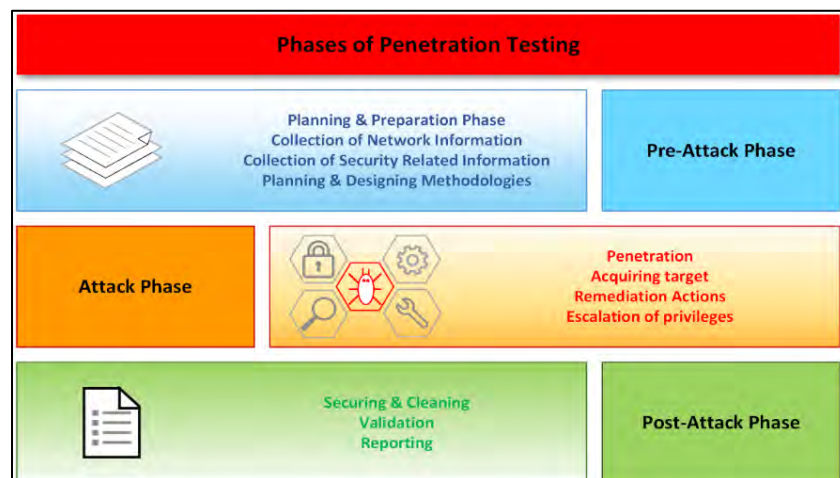 Phases of Penetration Testing
Planning & Preparation Phase
Collection of Network Information
Collection of Security Related Information
Planning & Designing Methodologies
Pre-Attack Phase
Attack Phase
Penetration
Acquiring target
Remediation Actions
Escalation of privileges
Securing & Cleaning
Validation
Reporting
Post-Attack Phase